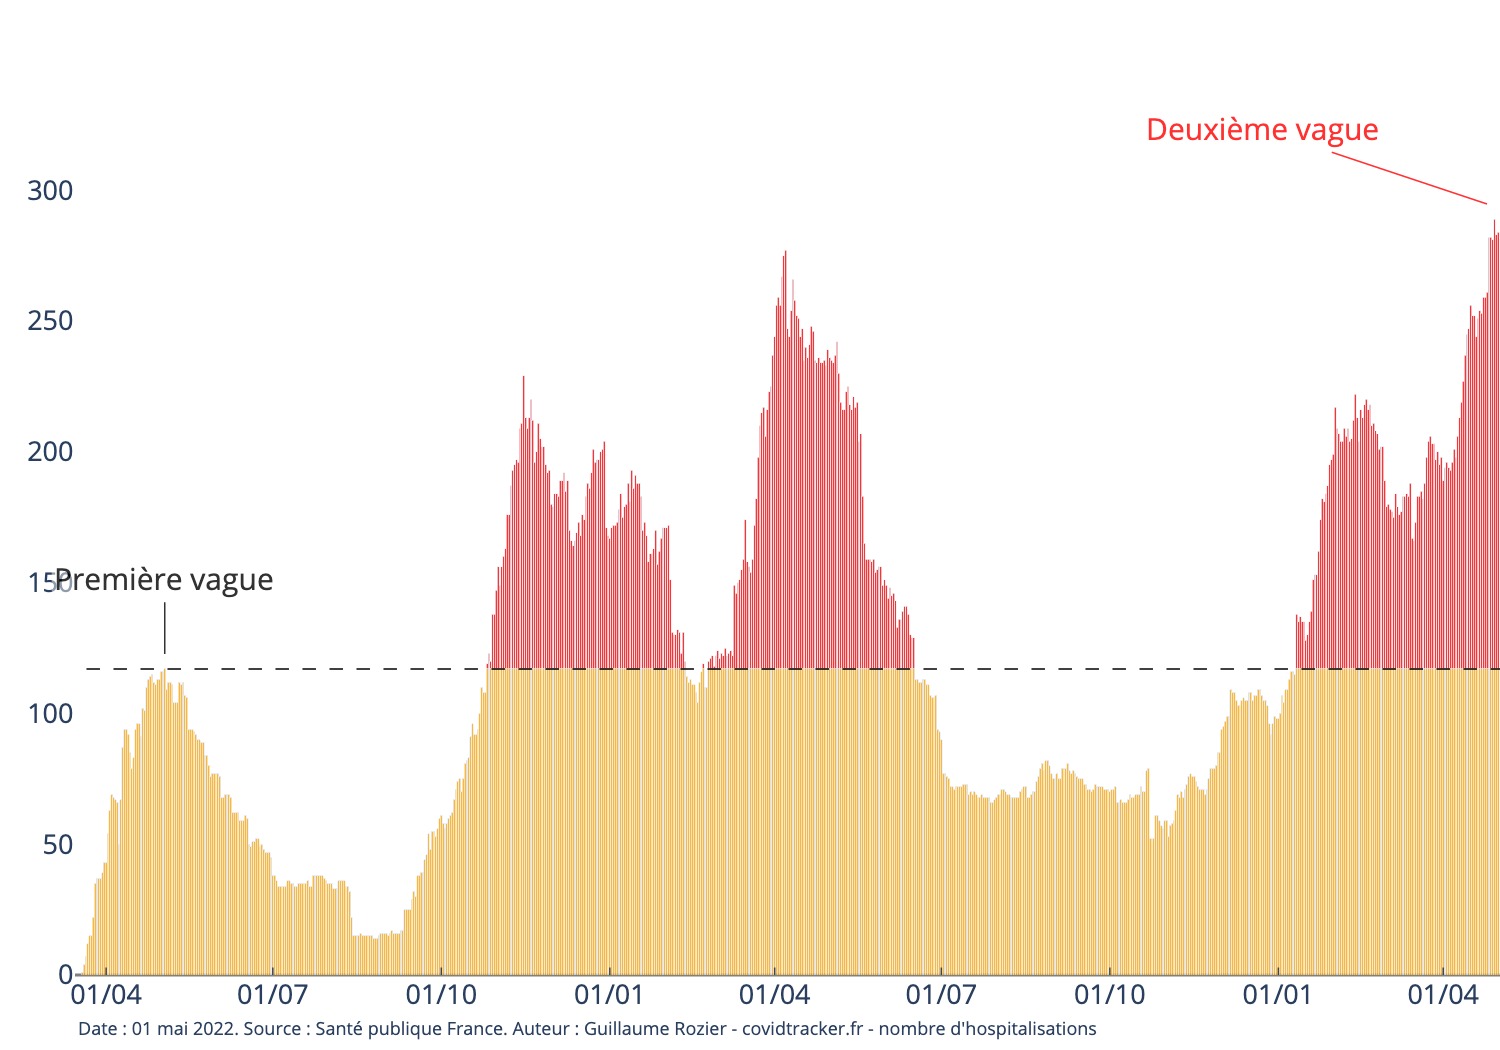 Deuxième vague
300
250
200
150
Première vague
100
50
0
01/04 01/07 01/10 01/01 01/04 01/07 01/10 01/01 01/04
Date : 01 mai 2022. Source : Santé publique France. Auteur : Guillaume Rozier - covidtracker.fr - nombre d'hospitalisations